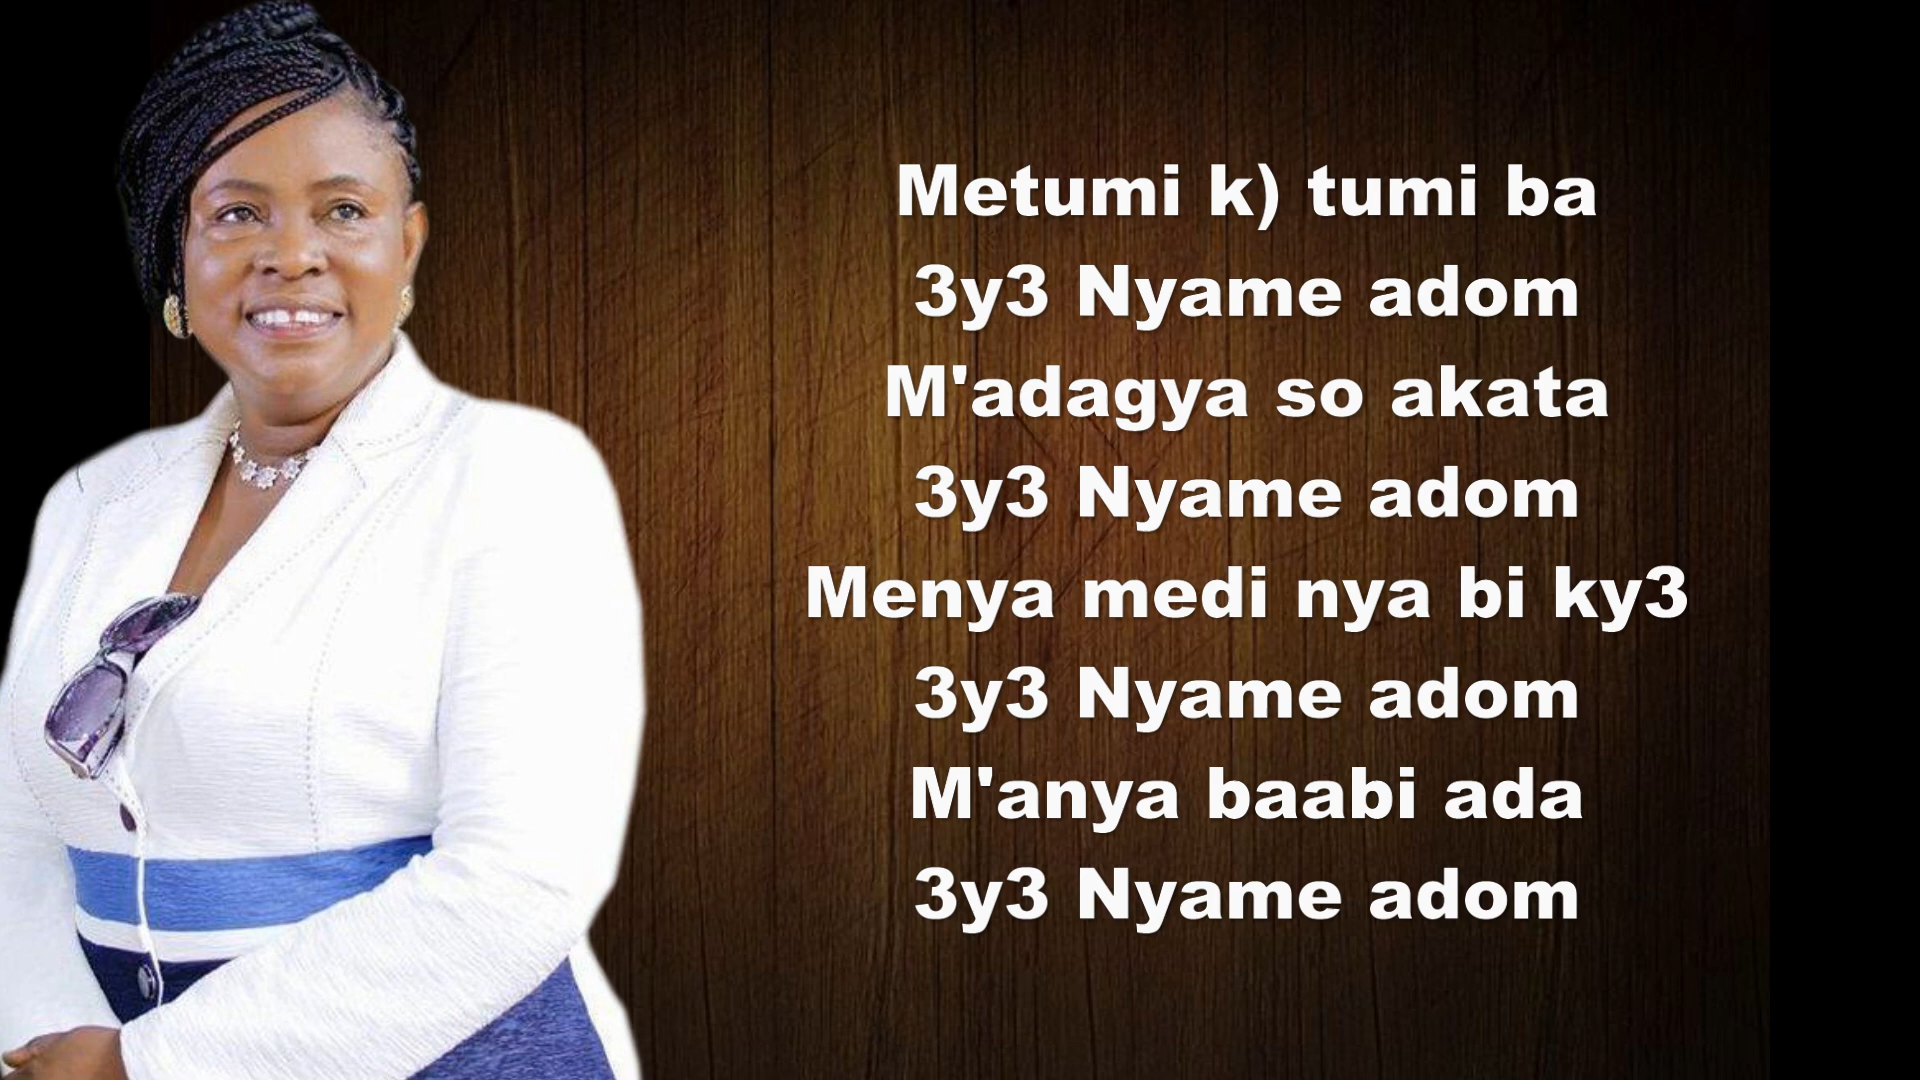 Metumi k) tumi ba
3y3 Nyame adom
M'adagya so akata
3y3 Nyame adom
Menya medi nya bi ky3
3y3 Nyame adom
M'anya baabi ada
3y3 Nyame adom